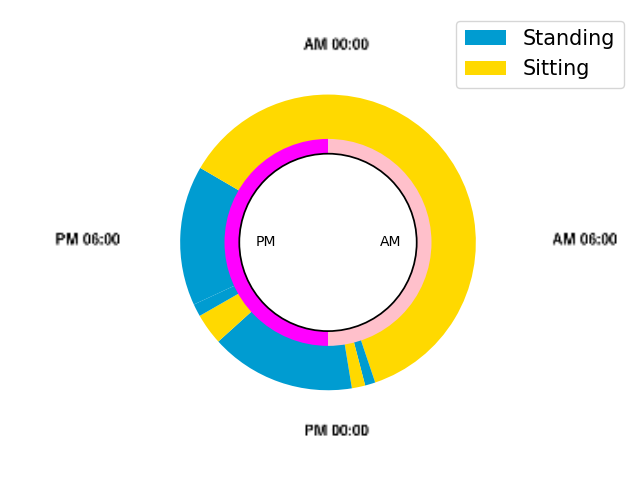 AM 00:00
Standing
Sitting
PM 06:00
PM
AM
AM 06:00
PM 00:00